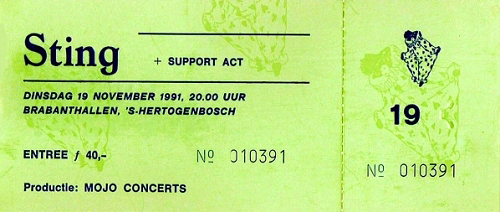 Sting + SUPPORT ACT
DINSDAG 19 NOVEMBER 1991, 20.00 UUR
BRABANTHALLEN, 'S-HERTOGENBOSCH
ENTREE ƒ 40,–
Nº 010391
Productie: MOJO CONCERTS
19
Nº 010391